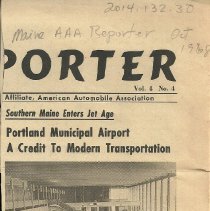 2014.132.30
Maine AAA Reporter Oct 1968
PORTER
Vol. 6 No. 4
Affiliate, American Automobile Association
Southern Maine Enters Jet Age
Portland Municipal Airport
A Credit To Modern Transportation